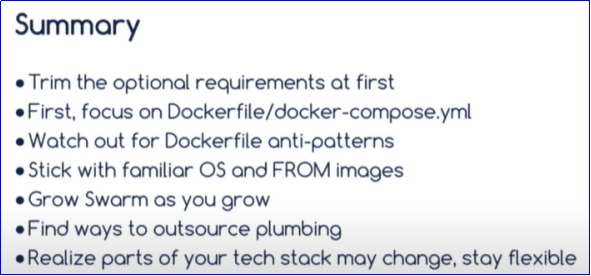 Summary
• Trim the optional requirements at first
• First, focus on Dockerfile/docker-compose.yml
• Watch out for Dockerfile anti-patterns
• Stick with familiar OS and FROM images
• Grow Swarm as you grow
• Find ways to outsource plumbing
• Realize parts of your tech stack may change, stay flexible